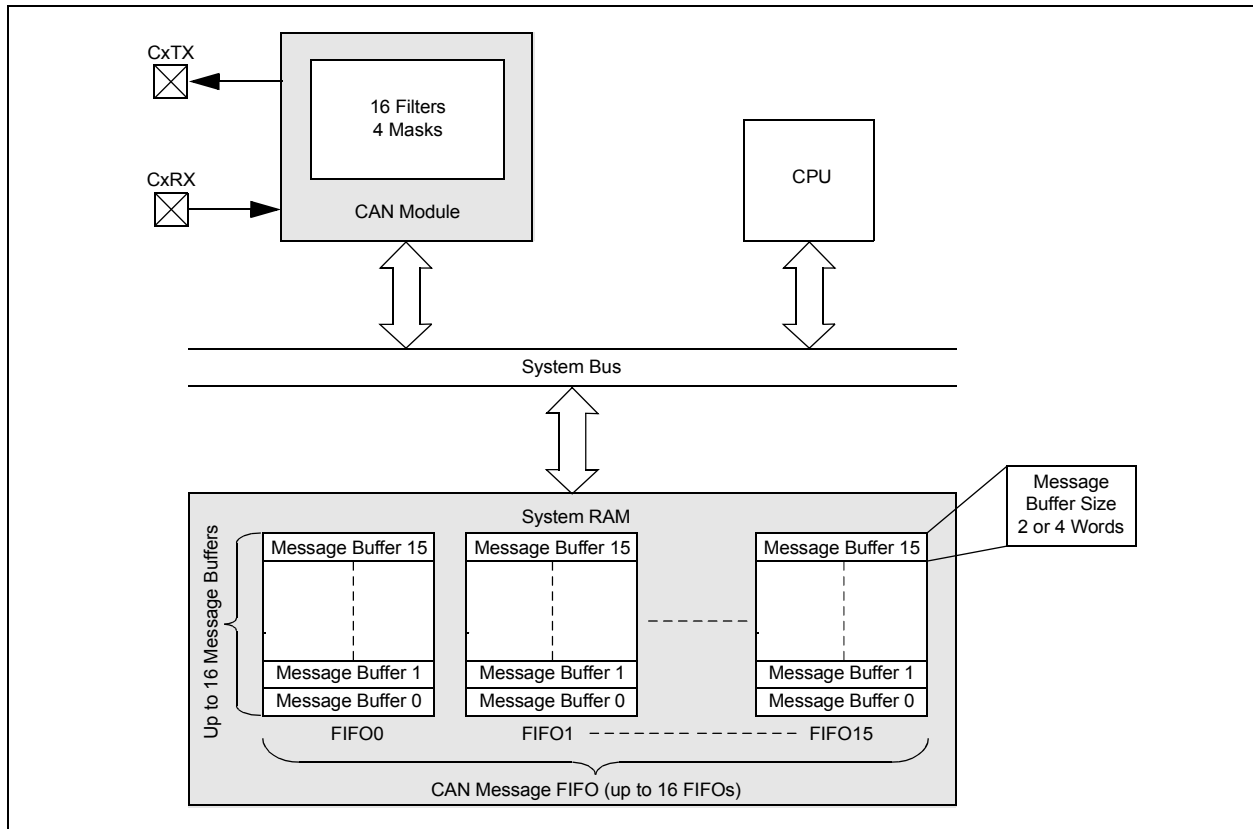 CxTX
16 Filters
4 Masks
CxRX
CAN Module
CPU
System Bus
Message
Buffer Size
2 or 4 Words
System RAM
Up to 16 Message Buffers
Message Buffer 15
Message Buffer 15
Message Buffer 15
Message Buffer 1
Message Buffer 1
Message Buffer 1
Message Buffer 0
Message Buffer 0
Message Buffer 0
FIFO0
FIFO1
FIFO15
CAN Message FIFO (up to 16 FIFOs)